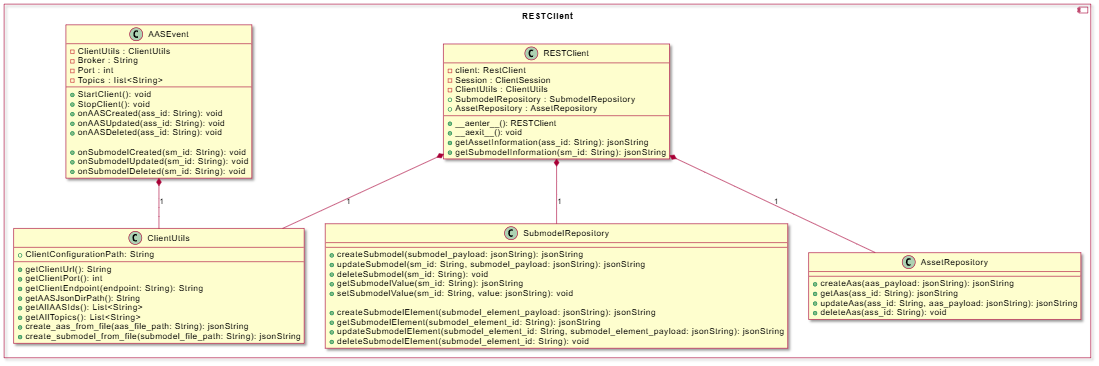 RESTClient
C AASEvent
ClientUtils : ClientUtils
Broker : String
Port : int
Topics : list<String>
StartClient(): void
StopClient(): void
onAASCreated(ass_id: String): void
onAASUpdated(ass_id: String): void
onAASDeleted(ass_id: String): void
onSubmodelCreated(sm_id: String): void
onSubmodelUpdated(sm_id: String): void
onSubmodelDeleted(sm_id: String): void
C RESTClient
client: RestClient
Session : ClientSession
ClientUtils : ClientUtils
SubmodelRepository : SubmodelRepository
AssetRepository : AssetRepository
__aenter__(): RESTClient
__aexit__(): void
getAssetInformation(ass_id: String): jsonString
getSubmodelInformation(sm_id: String): jsonString
1
1
1
1
C ClientUtils
ClientConfigurationPath: String
getClientUrl(): String
getClientPort(): int
getClientEndpoint(endpoint: String): String
getAASJsonDirPath(): String
getAllAASIds(): List<String>
getAllTopics(): List<String>
create_aas_from_file(aas_file_path: String): jsonString
create_submodel_from_file(submodel_file_path: String): jsonString
C SubmodelRepository
createSubmodel(submodel_payload: jsonString): jsonString
updateSubmodel(sm_id: String, submodel_payload: jsonString): jsonString
deleteSubmodel(sm_id: String): void
getSubmodelValue(sm_id: String): jsonString
setSubmodelValue(sm_id: String, value: jsonString): void
createSubmodelElement(submodel_element_payload: jsonString): jsonString
getSubmodelElement(submodel_element_id: String): jsonString
updateSubmodelElement(submodel_element_id: String, submodel_element_payload: jsonString): jsonString
deleteSubmodelElement(submodel_element_id: String): void
C AssetRepository
createAas(aas_payload: jsonString): jsonString
getAas(ass_id: String): jsonString
updateAas(ass_id: String, aas_payload: jsonString): jsonString
deleteAas(ass_id: String): void